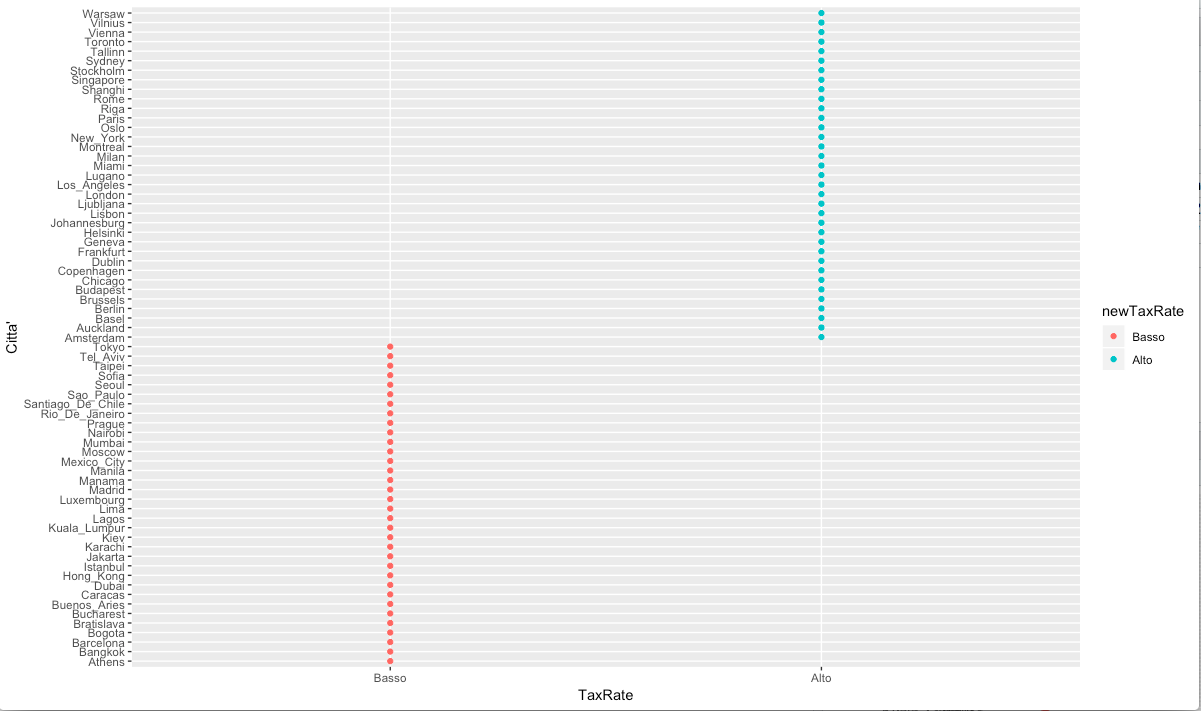 Warsaw
Vilnius
Vienna
Toronto
Tallinn
Sydney
Stockholm
Singapore
Shanghi
Rome
Riga
Paris
Oslo
New_York
Montreal
Milan
Miami
Lugano
Los_Angeles
London
Ljubljana
Lisbon
Johannesburg
Helsinki
Geneva
Frankfurt
Dublin
Copenhagen
Chicago
Budapest
Brussels
Berlin
Basel
Auckland
Amsterdam
Tokyo
Tel_Aviv
Taipei
Sofia
Seoul
Sao_Paulo
Santiago_De_Chile
Rio_De_Janeiro
Prague
Nairobi
Mumbai
Moscow
Mexico_City
Manila
Manama
Madrid
Luxembourg
Lima
Lagos
Kuala_Lumpur
Kiev
Karachi
Jakarta
Istanbul
Hong_Kong
Dubai
Caracas
Buenos_Aries
Bucharest
Bratislava
Bogota
Barcelona
Bangkok
Athens
Citta'
Basso
Alto
TaxRate
newTaxRate
Basso
Alto